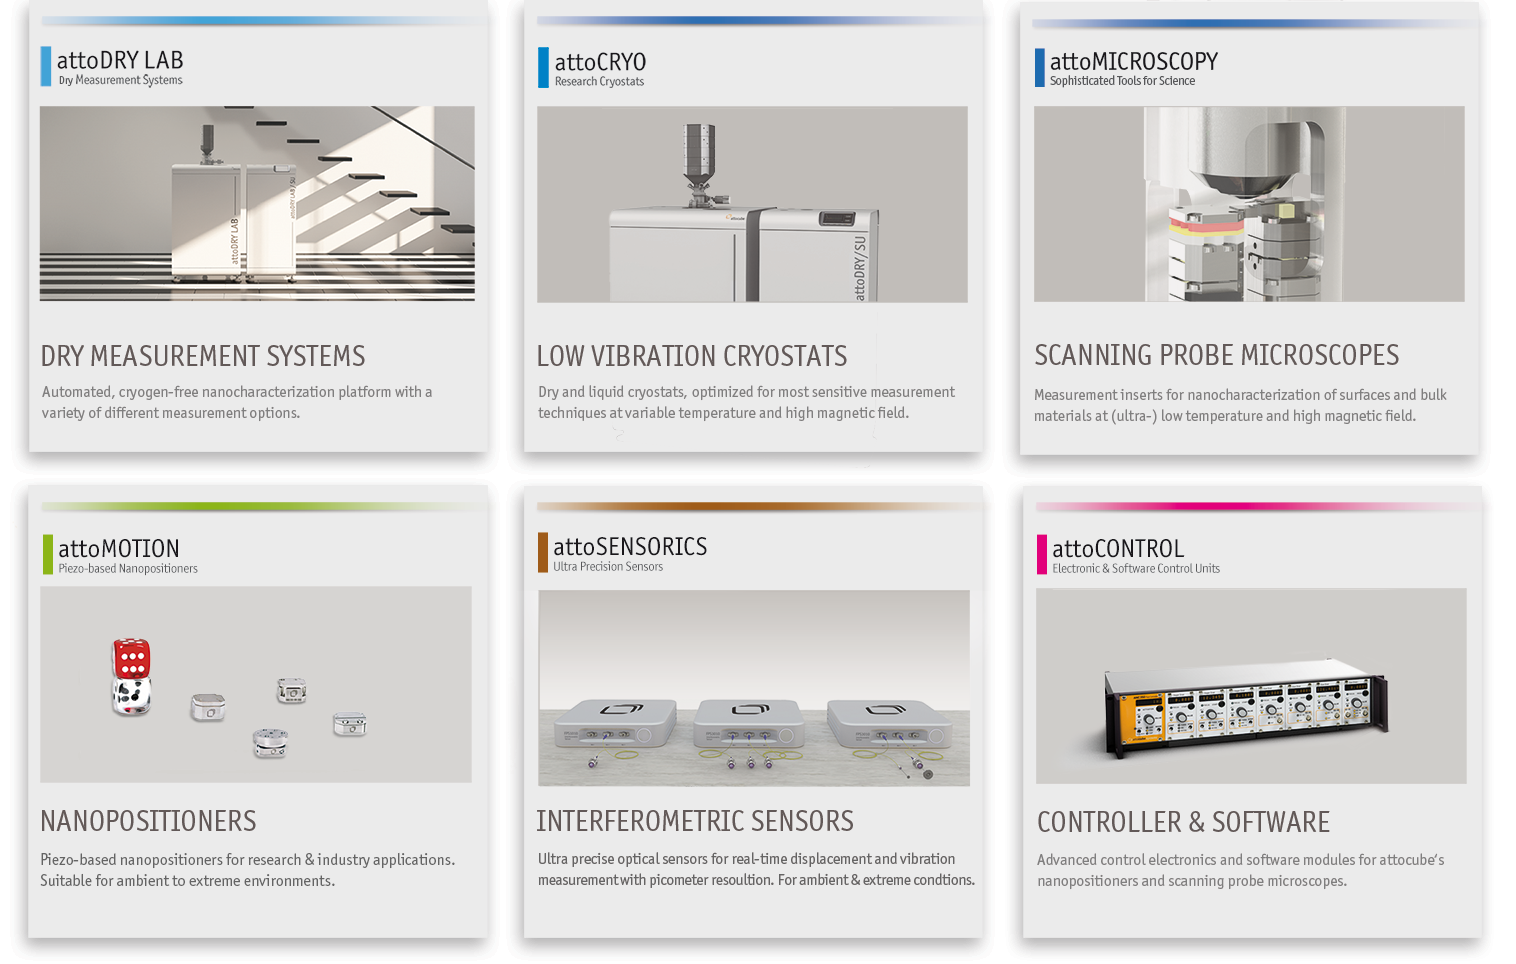 attoDRY LAB
Dry Measurement Systems
attoDRY LAB
attoDRY LAB/SU
DRY MEASUREMENT SYSTEMS
Automated, cryogen-free nanocharacterization platform with a
variety of different measurement options.
attoCRYO
Research Cryostats
attocube
attoDRY/SU
LOW VIBRATION CRYOSTATS
Dry and liquid cryostats, optimized for most sensitive measurement
techniques at variable temperature and high magnetic field.
attoMICROSCOPY
Sophisticated Tools for Science
SCANNING PROBE MICROSCOPES
Measurement inserts for nanocharacterization of surfaces and bulk
materials at (ultra-) low temperature and high magnetic field.
attoMOTION
Piezo-based Nanopositioners
NANOPOSITIONERS
Piezo-based nanopositioners for research & industry applications.
Suitable for ambient to extreme environments.
attoSENSORICS
Ultra Precision Sensors
INTERFEROMETRIC SENSORS
Ultra precise optical sensors for real-time displacement and vibration
measurement with picometer resoultion. For ambient & extreme condtions.
attoCONTROL
Electronic & Software Control Units
CONTROLLER & SOFTWARE
Advanced control electronics and software modules for attocube's
nanopositioners and scanning probe microscopes.